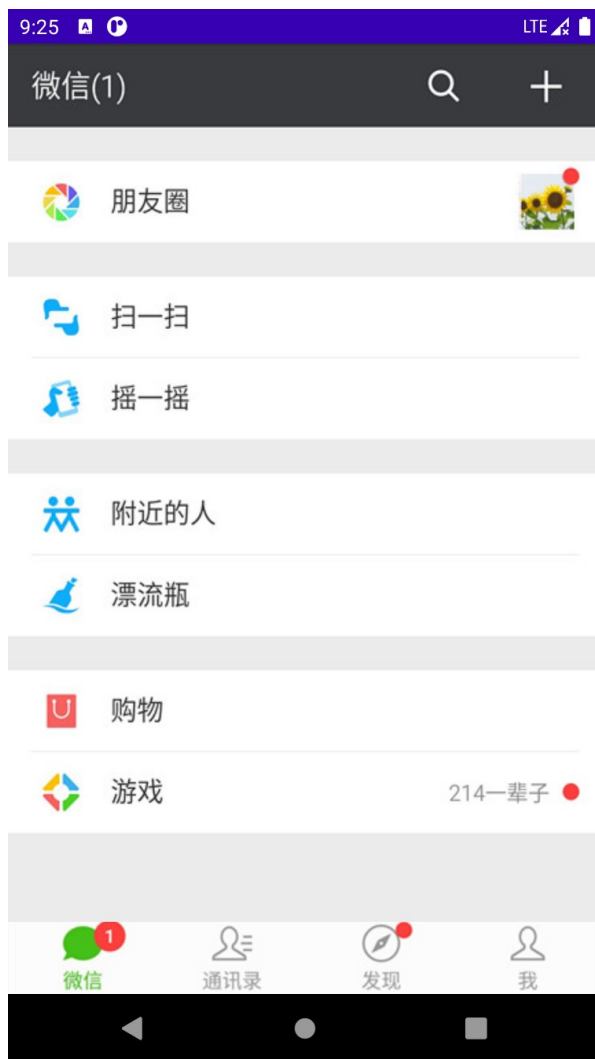 9:25 A LTE
微信(1)
朋友圈
扫一扫
摇一摇
附近的人
漂流瓶
购物
游戏 214一辈子
1
微信 通讯录 发现 我